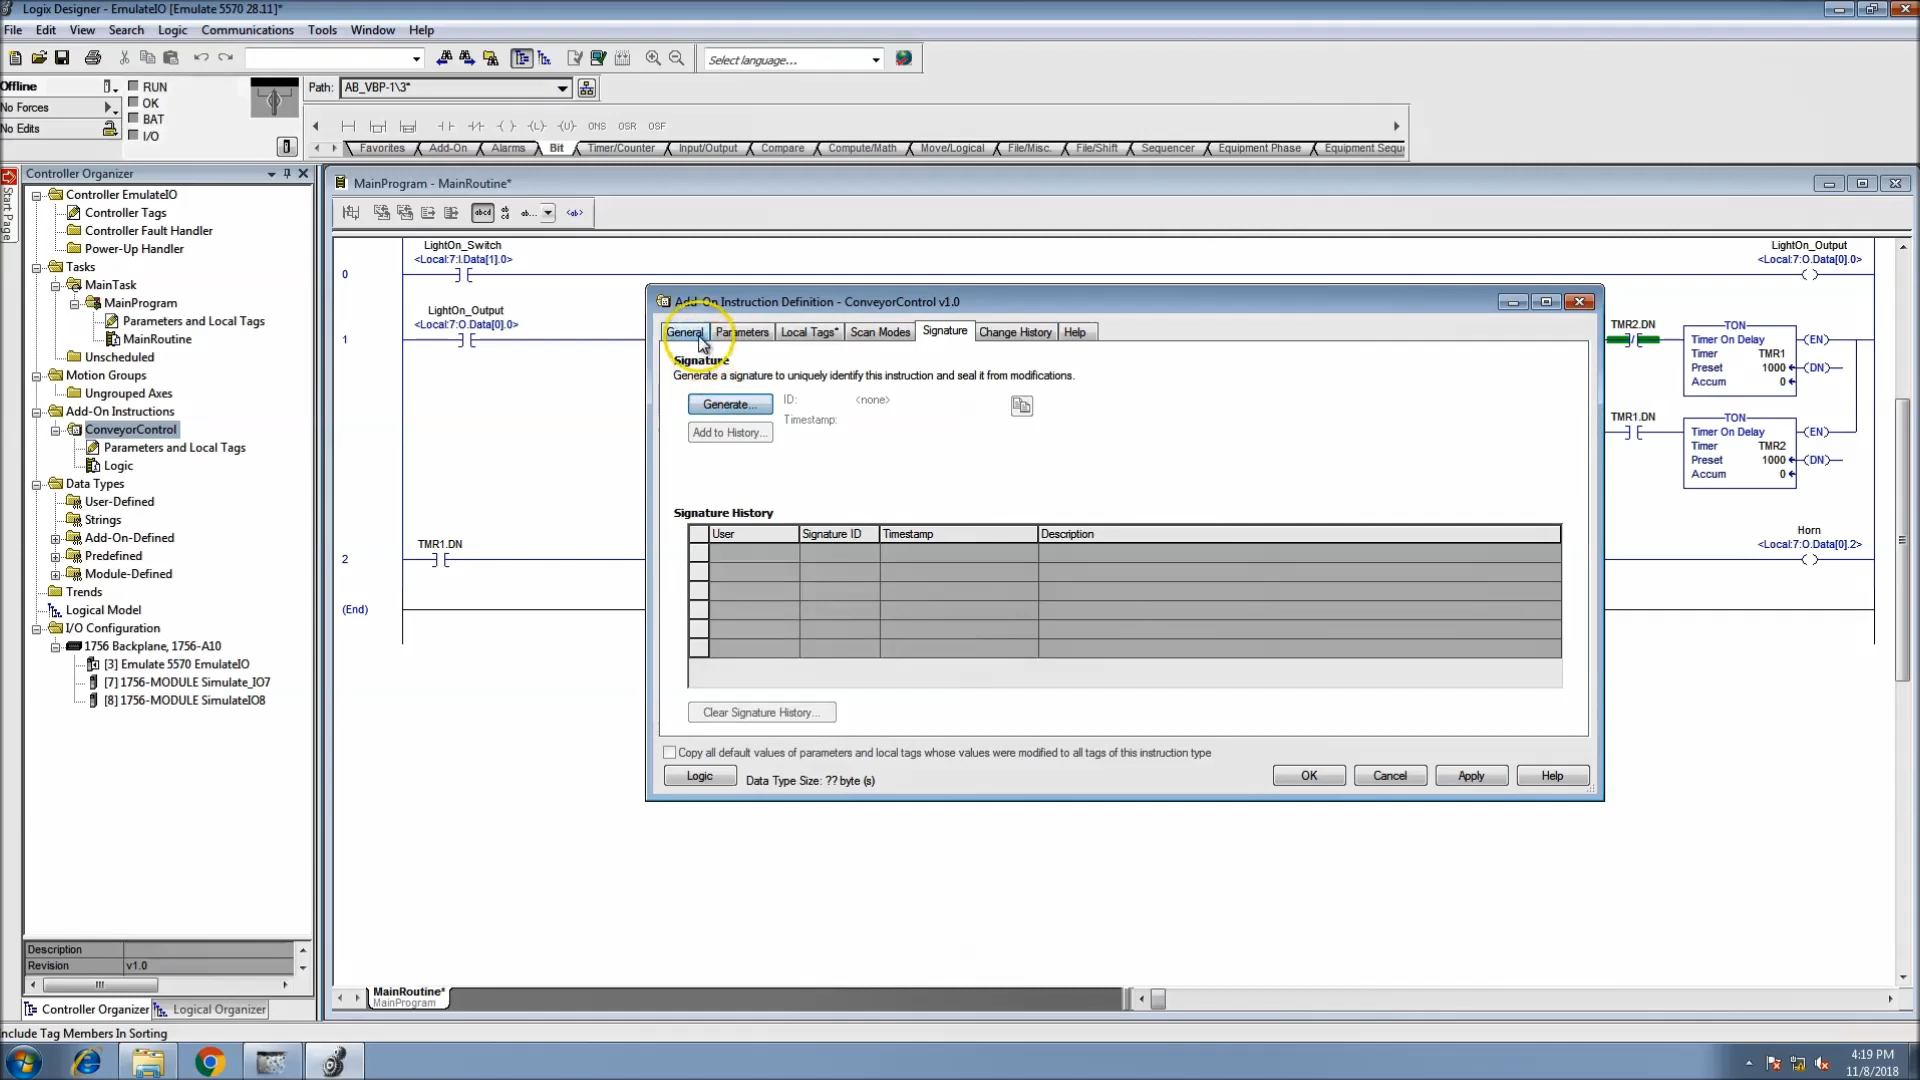 Logix Designer - EmulateIO [Emulate 5570 28.11]*
File Edit View Search Logic Communications Tools Window Help
Select language...
Offline
RUN
Path: AB_VBP-1\3*
No Forces
OK
No Edits
BAT
I/O
ONS OSR OSF
Favorites Add-On Alarms Bit Timer/Counter Input/Output Compare Compute/Math Move/Logical File/Misc. File/Shift Sequencer Equipment Phase Equipment Sequ
Start Page
Controller Organizer
Controller EmulateIO
Controller Tags
Controller Fault Handler
Power-Up Handler
Tasks
MainTask
MainProgram
Parameters and Local Tags
MainRoutine
Unscheduled
Motion Groups
Ungrouped Axes
Add-On Instructions
ConveyorControl
Parameters and Local Tags
Logic
Data Types
User-Defined
Strings
Add-On-Defined
Predefined
Module-Defined
Trends
Logical Model
I/O Configuration
1756 Backplane, 1756-A10
[3] Emulate 5570 EmulateIO
[7] 1756-MODULE Simulate_IO7
[8] 1756-MODULE SimulateIO8
Description
Revision v1.0
Controller Organizer Logical Organizer
MainProgram - MainRoutine*
abcd ab cd ab... <ab>
LightOn_Switch
<Local:7:I.Data[1].0>
0
LightOn_Output
<Local:7:O.Data[0].0>
LightOn_Output
<Local:7:O.Data[0].0>
1
TMR2.DN
TON
Timer On Delay (EN)
Timer TMR1
Preset 1000 (DN)
Accum 0
TMR1.DN
TON
Timer On Delay (EN)
Timer TMR2
Preset 1000 (DN)
Accum 0
TMR1.DN
2
Horn
<Local:7:O.Data[0].2>
(End)
Add-On Instruction Definition - ConveyorControl v1.0
General Parameters Local Tags* Scan Modes Signature Change History Help
Signature
Generate a signature to uniquely identify this instruction and seal it from modifications.
Generate... ID: <none>
Timestamp:
Add to History...
Signature History
User Signature ID Timestamp Description
Clear Signature History...
Copy all default values of parameters and local tags whose values were modified to all tags of this instruction type
Logic Data Type Size: ?? byte (s) OK Cancel Apply Help
MainRoutine*
MainProgram
nclude Tag Members In Sorting
4:19 PM
11/8/2018